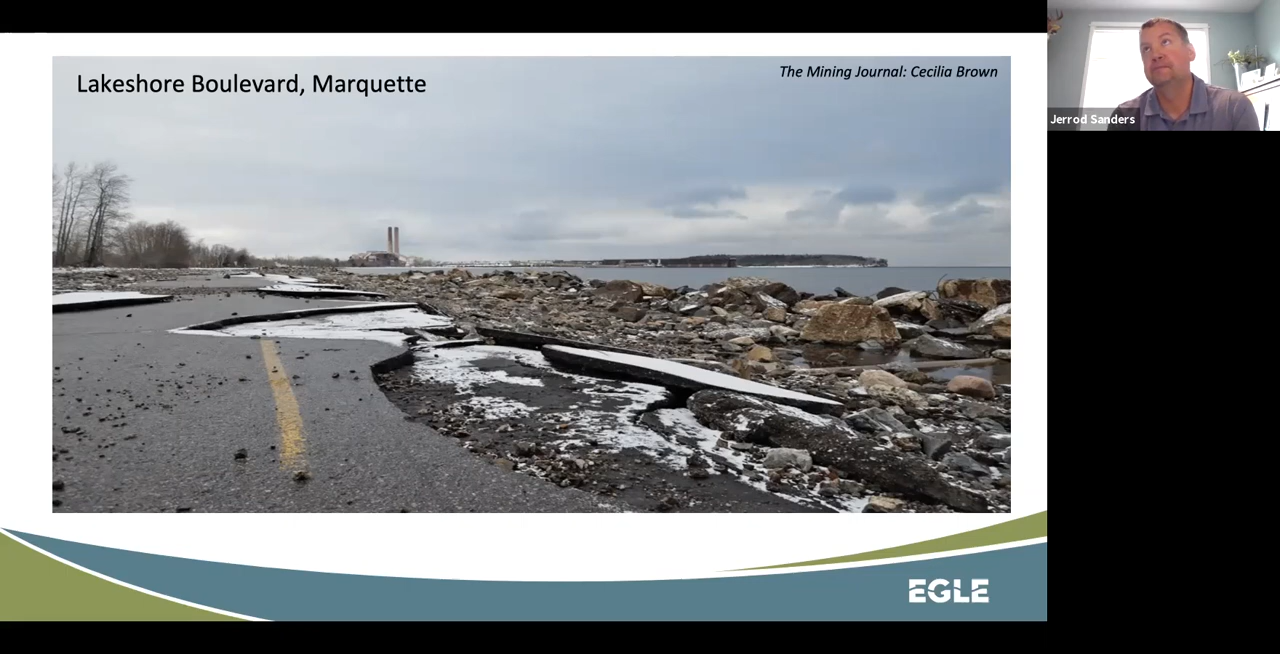 Lakeshore Boulevard, Marquette
The Mining Journal: Cecilia Brown
Jerrod Sanders
EGLE